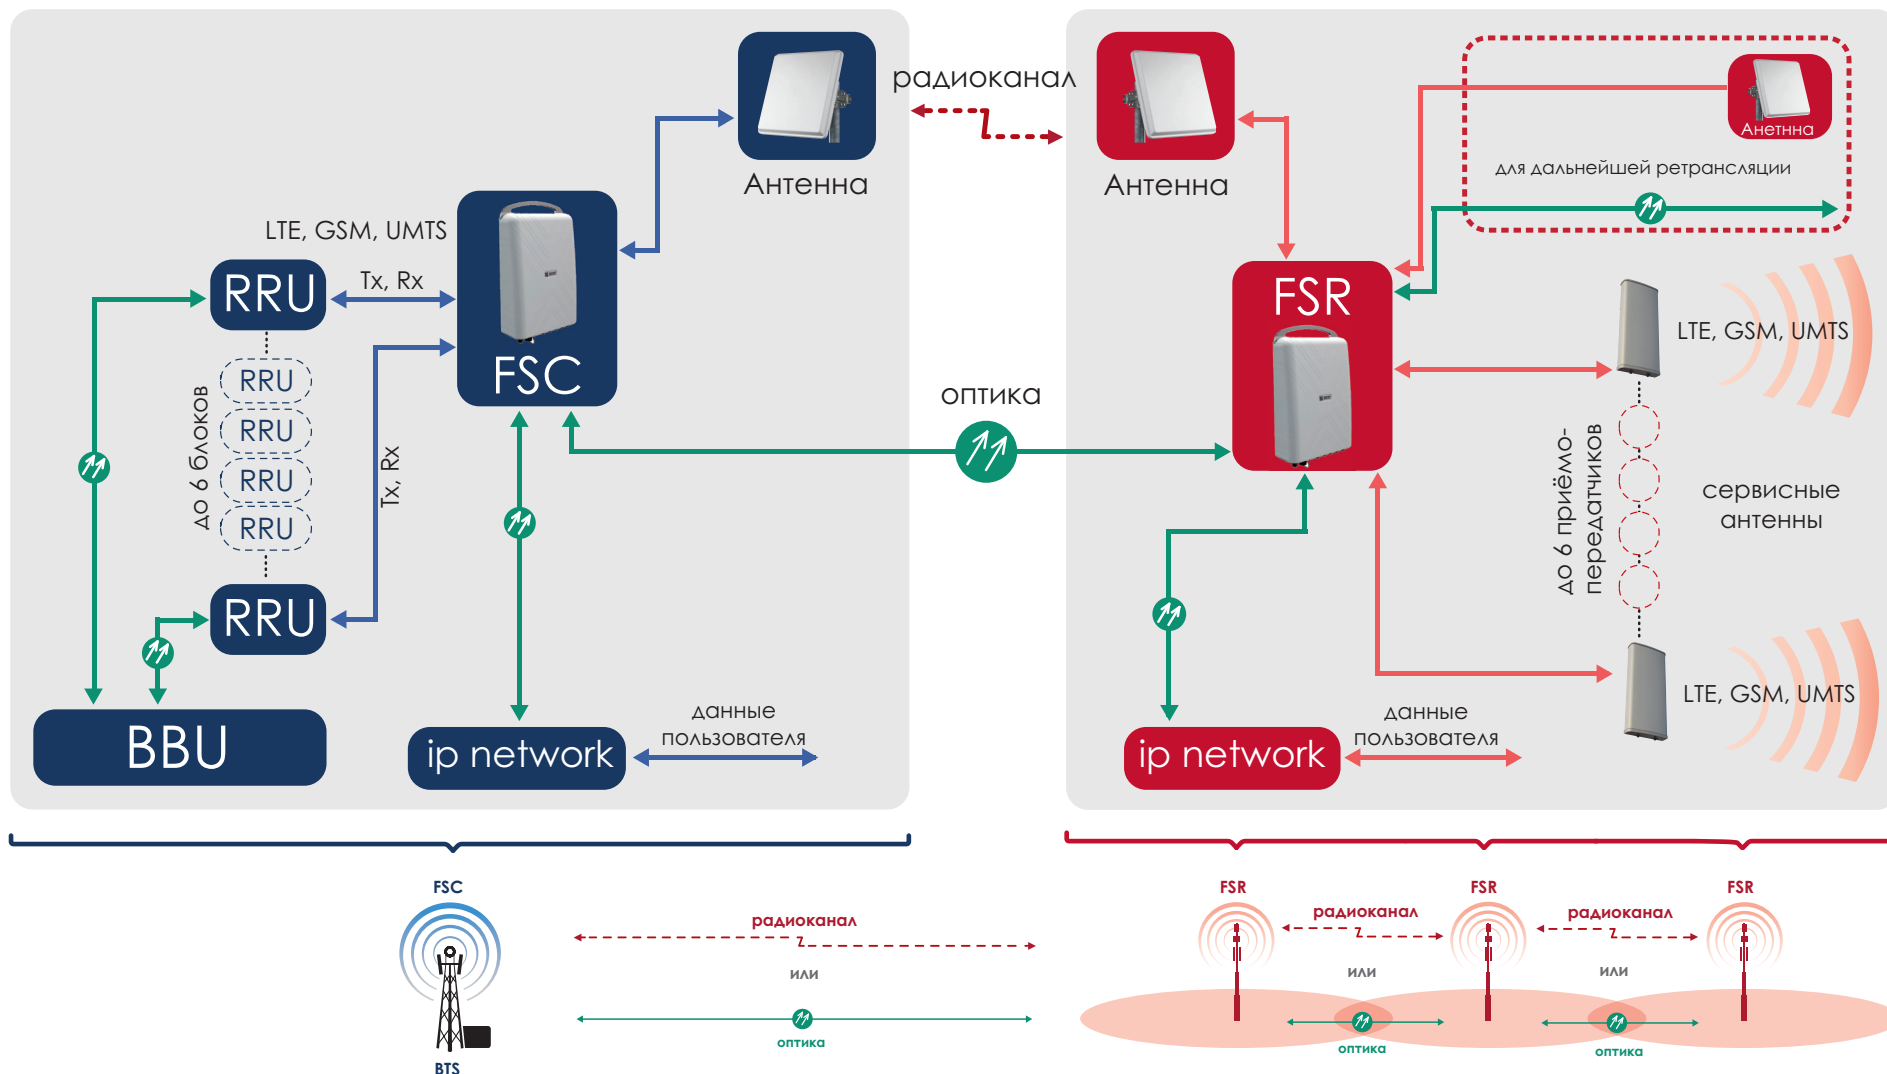 Антенна
LTE, GSM, UMTS
RRU
Tx, Rx
FSC
до 6 блоков
RRU
RRU
RRU
RRU
Tx, Rx
RRU
BBU
ip network
данные
пользователя
радиоканал
оптика
Антенна
Анетнна
для дальнейшей ретрансляции
FSR
LTE, GSM, UMTS
до 6 приёмо-
передатчиков
сервисные
антенны
LTE, GSM, UMTS
ip network
данные
пользователя
FSC
BTS
радиоканал
или
оптика
FSR
FSR
FSR
радиоканал
радиоканал
или
или
оптика
оптика